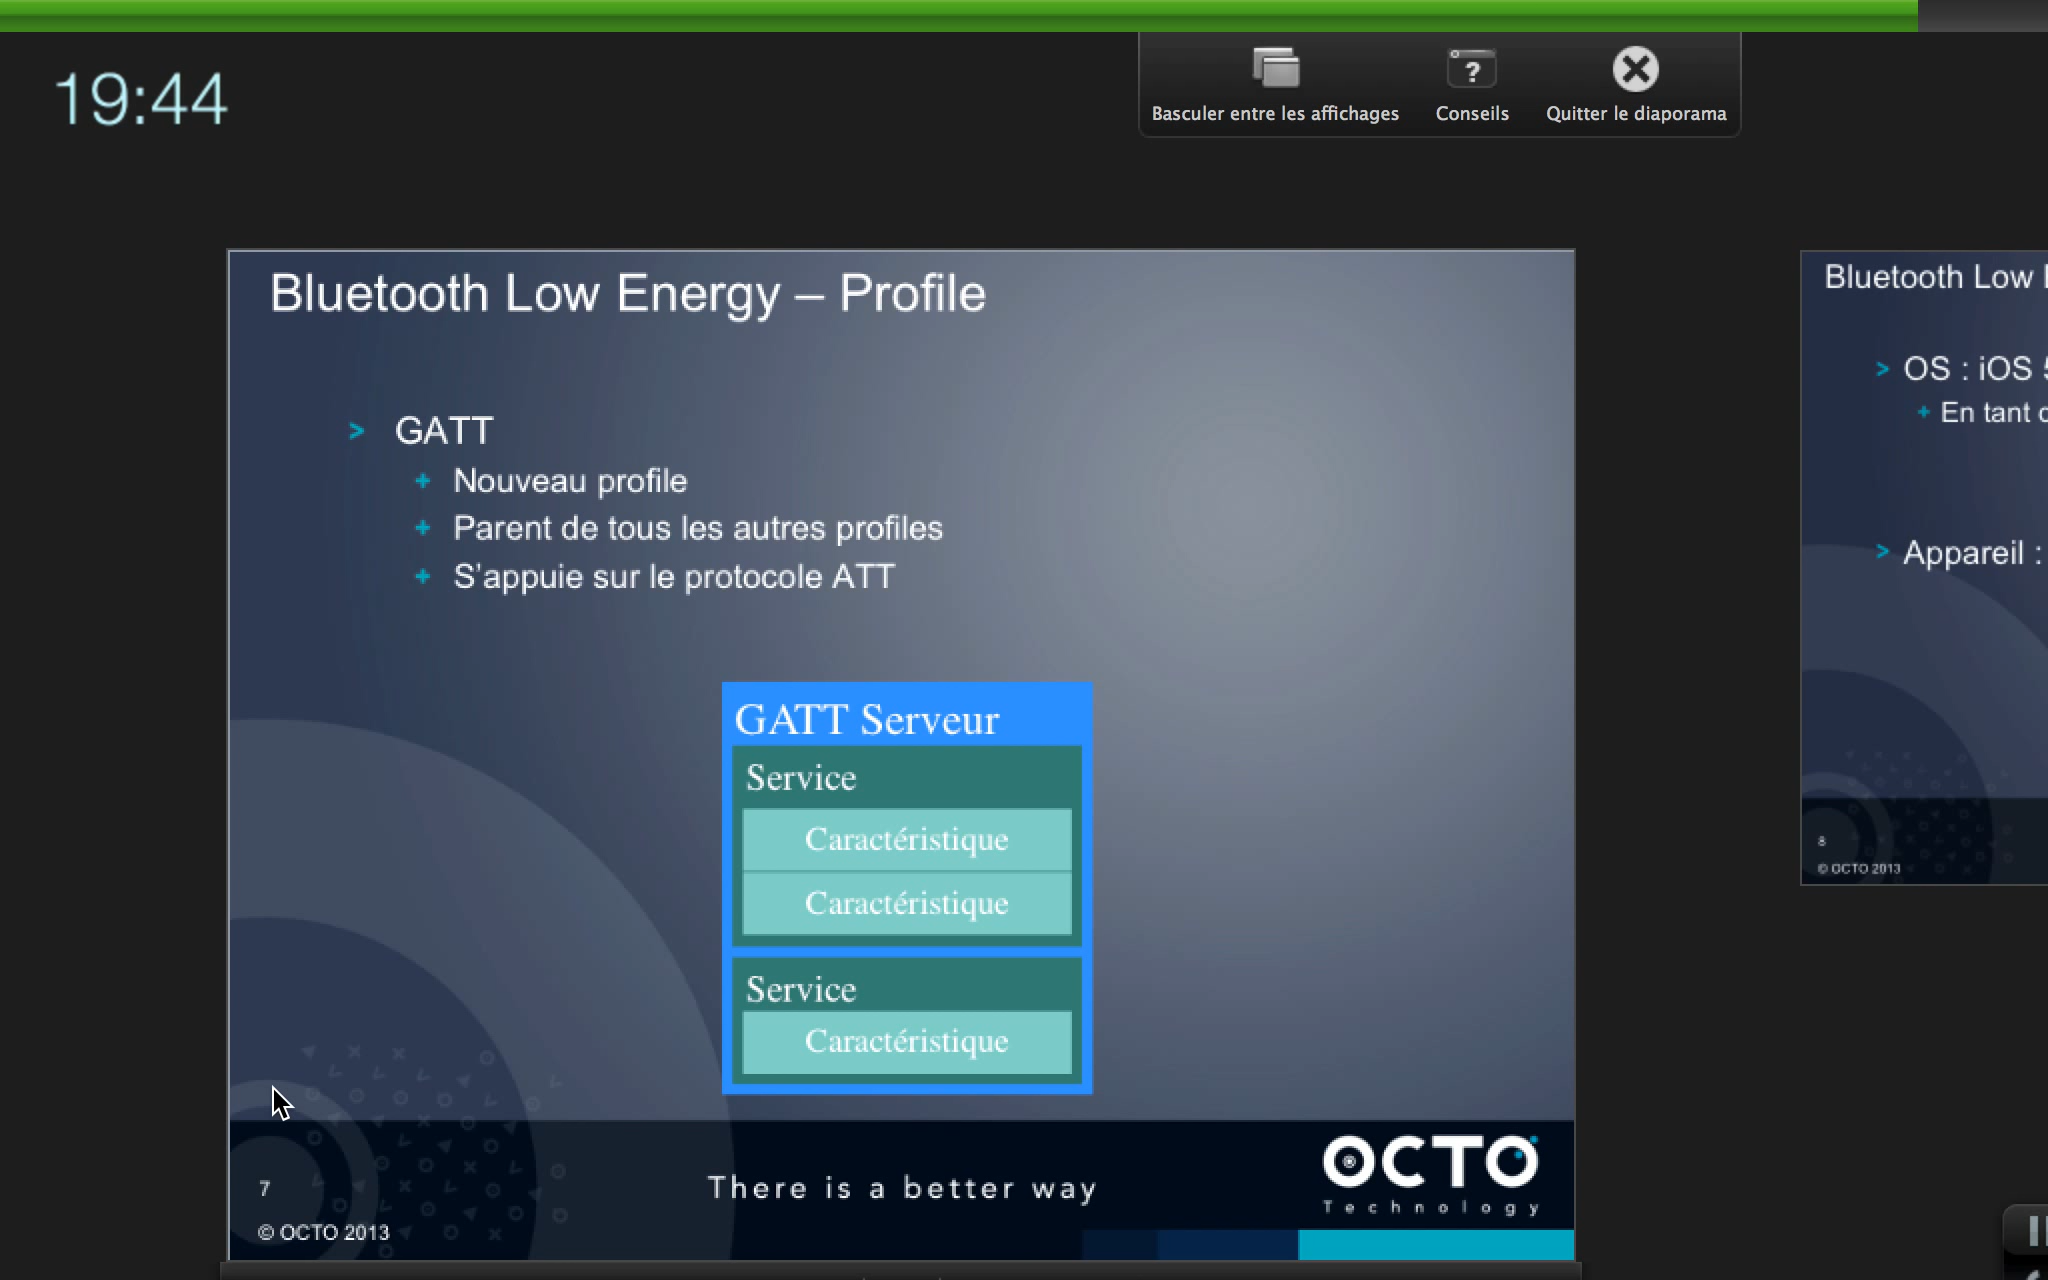 19:44
Basculer entre les affichages
Conseils
Quitter le diaporama
Bluetooth Low Energy – Profile
> GATT
+ Nouveau profile
+ Parent de tous les autres profiles
+ S'appuie sur le protocole ATT
GATT Serveur
Service
Caractéristique
Caractéristique
Service
Caractéristique
7
© OCTO 2013
There is a better way
OCTO
Technology
Bluetooth Low
> OS : iOS
+ En tant
> Appareil :
8
© OCTO 2013